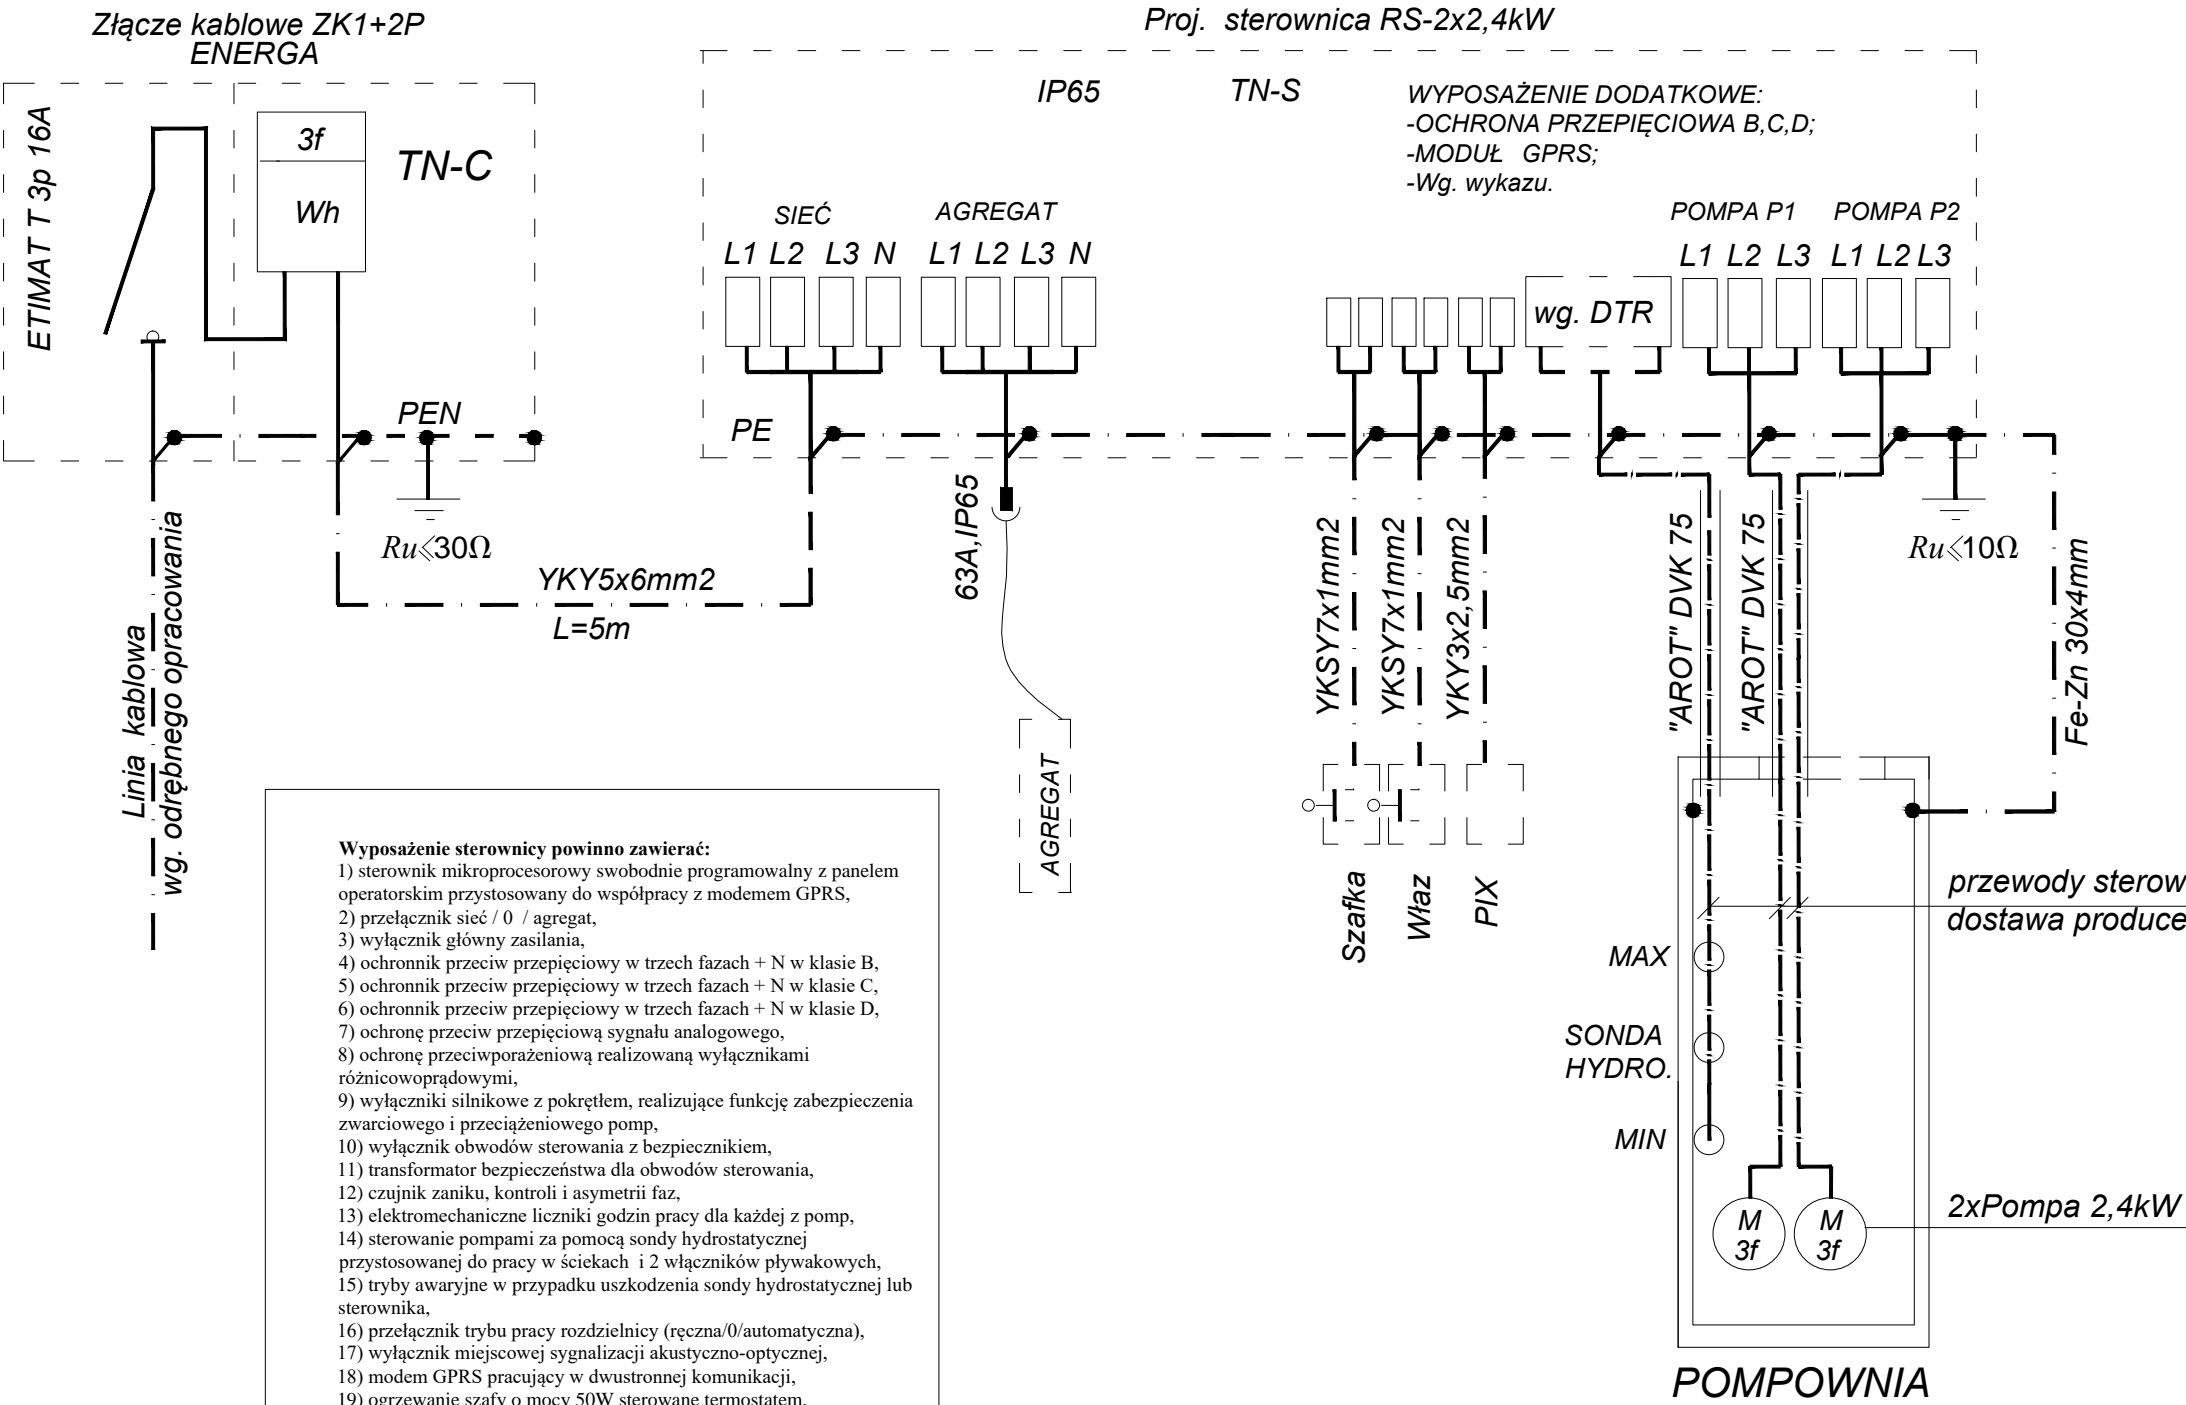 Złącze kablowe ZK1+2P
ENERGA
Proj. sterownica RS-2x2,4kW
ETIMAT T 3p 16A
3f
Wh
TN-C
PEN
Ru⩽30Ω
Linia kablowa
wg. odrębnego opracowania
YKY5x6mm2
L=5m
IP65
TN-S
WYPOSAŻENIE DODATKOWE:
-OCHRONA PRZEPIĘCIOWA B,C,D;
-MODUŁ GPRS;
-Wg. wykazu.
SIEĆ
L1 L2 L3 N
AGREGAT
L1 L2 L3 N
wg. DTR
POMPA P1
L1 L2 L3
POMPA P2
L1 L2 L3
PE
63A,IP65
AGREGAT
YKSY7x1mm2
YKSY7x1mm2
YKY3x2,5mm2
Szafka
Właz
PIX
"AROT" DVK 75
"AROT" DVK 75
Ru⩽10Ω
Fe-Zn 30x4mm
przewody sterow
dostawa produce
MAX
SONDA
HYDRO.
MIN
M
3f
M
3f
2xPompa 2,4kW
POMPOWNIA
Wyposażenie sterownicy powinno zawierać:
1) sterownik mikroprocesorowy swobodnie programowalny z panelem
operatorskim przystosowany do współpracy z modemem GPRS,
2) przełącznik sieć / 0 / agregat,
3) wyłącznik główny zasilania,
4) ochronnik przeciw przepięciowy w trzech fazach + N w klasie B,
5) ochronnik przeciw przepięciowy w trzech fazach + N w klasie C,
6) ochronnik przeciw przepięciowy w trzech fazach + N w klasie D,
7) ochronę przeciw przepięciową sygnału analogowego,
8) ochronę przeciwporażeniową realizowaną wyłącznikami
różnicowoprądowymi,
9) wyłączniki silnikowe z pokrętłem, realizujące funkcję zabezpieczenia
zwarciowego i przeciążeniowego pomp,
10) wyłącznik obwodów sterowania z bezpiecznikiem,
11) transformator bezpieczeństwa dla obwodów sterowania,
12) czujnik zaniku, kontroli i asymetrii faz,
13) elektromechaniczne liczniki godzin pracy dla każdej z pomp,
14) sterowanie pompami za pomocą sondy hydrostatycznej
przystosowanej do pracy w ściekach i 2 włączników pływakowych,
15) tryby awaryjne w przypadku uszkodzenia sondy hydrostatycznej lub
sterownika,
16) przełącznik trybu pracy rozdzielnicy (ręczna/0/automatyczna),
17) wyłącznik miejscowej sygnalizacji akustyczno-optycznej,
18) modem GPRS pracujący w dwustronnej komunikacji,
19) ogrzewanie szafy o mocy 50W sterowane termostatem,